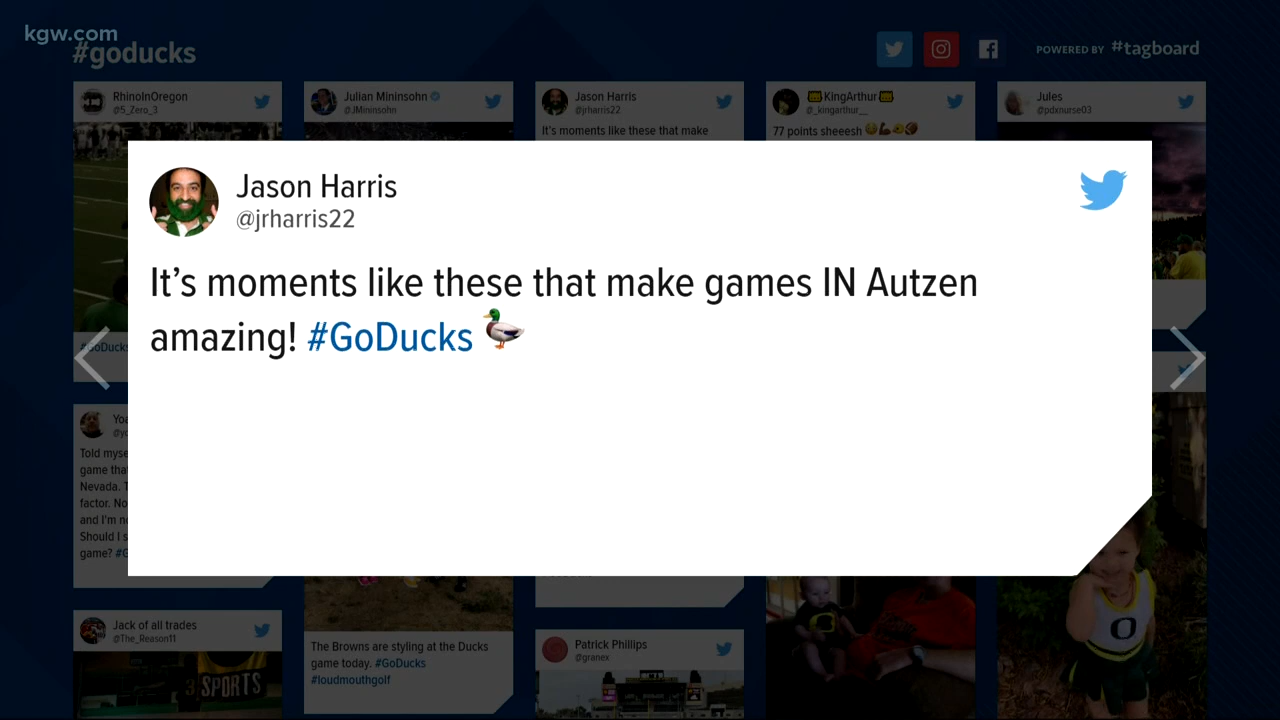 kgw.com
#goducks
POWERED BY #tagboard
RhinoInOregon
@5_Zero_3
Julian Mininsohn
@JMininsohn
Jason Harris
@jrharris22
It's moments like these that make
KingArthur
@_kingarthur__
77 points sheeesh
Jules
@pdxnurse03
Jason Harris
@jrharris22
It's moments like these that make games IN Autzen
amazing! #GoDucks
#GoDucks
Told myse
game that
Nevada. T
factor. No
and I'm no
Should I s
game? #G
Jack of all trades
@The_Reason11
SPORTS
The Browns are styling at the Ducks
game today. #GoDucks
#loudmouthgolf
Patrick Phillips
@granex
O
O